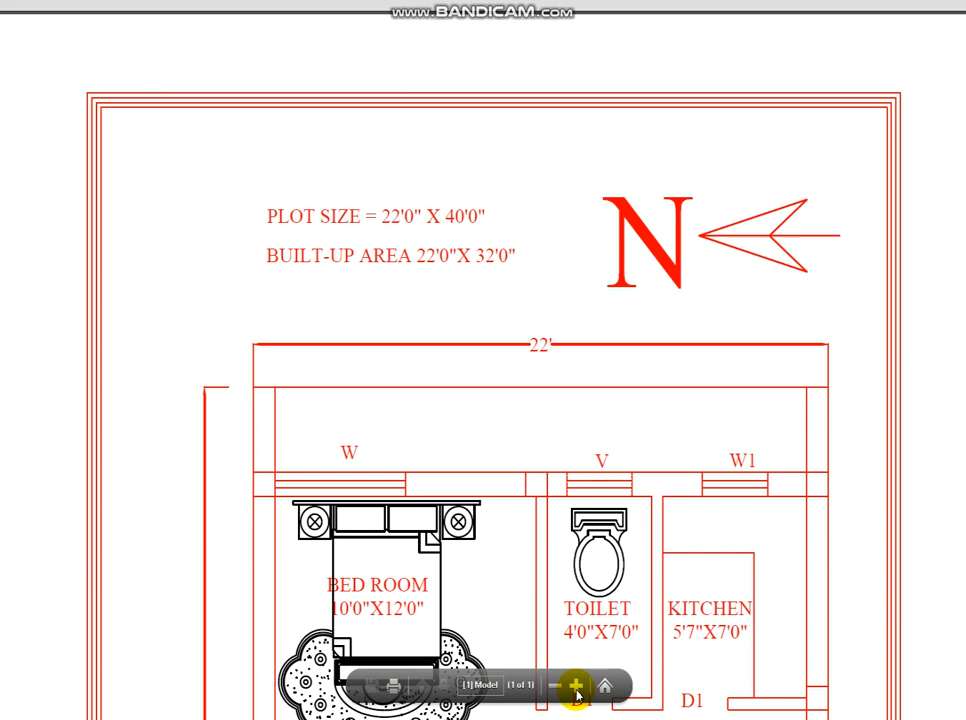 WWW.BANDICAM.COM
PLOT SIZE = 22'0" X 40'0"
N
BUILT-UP AREA 22'0"X 32'0"
22'
W
V
W1
BED ROOM
10'0"X12'0"
TOILET
4'0"X7'0"
KITCHEN
5'7"X7'0"
[1] Model
[1 of 1]
D1